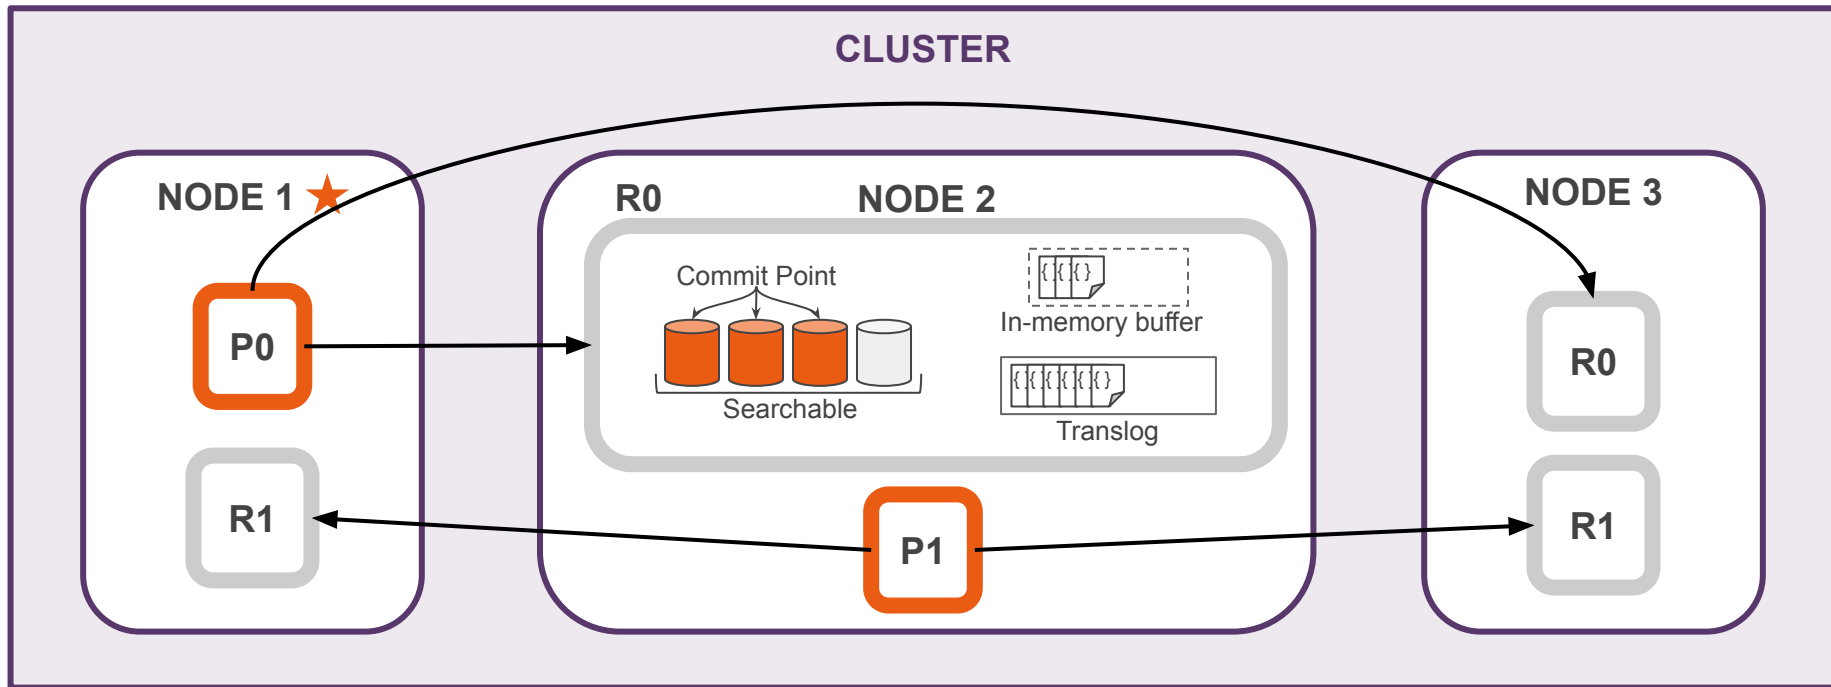 CLUSTER
NODE 1
P0
R1
R0
NODE 2
Commit Point
Searchable
{ } { } { }
In-memory buffer
{ } { } { } { } { } { }
Translog
P1
NODE 3
R0
R1